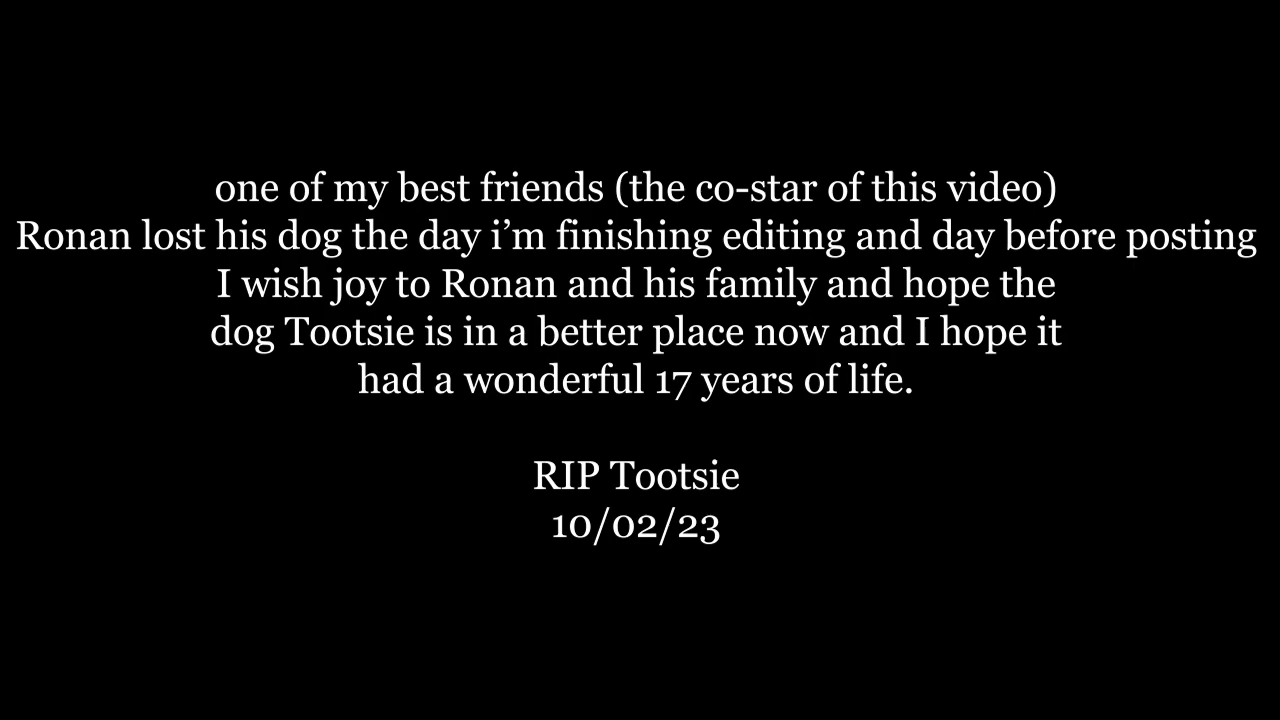 one of my best friends (the co-star of this video)
Ronan lost his dog the day i’m finishing editing and day before posting
I wish joy to Ronan and his family and hope the
dog Tootsie is in a better place now and I hope it
had a wonderful 17 years of life.
RIP Tootsie
10/02/23